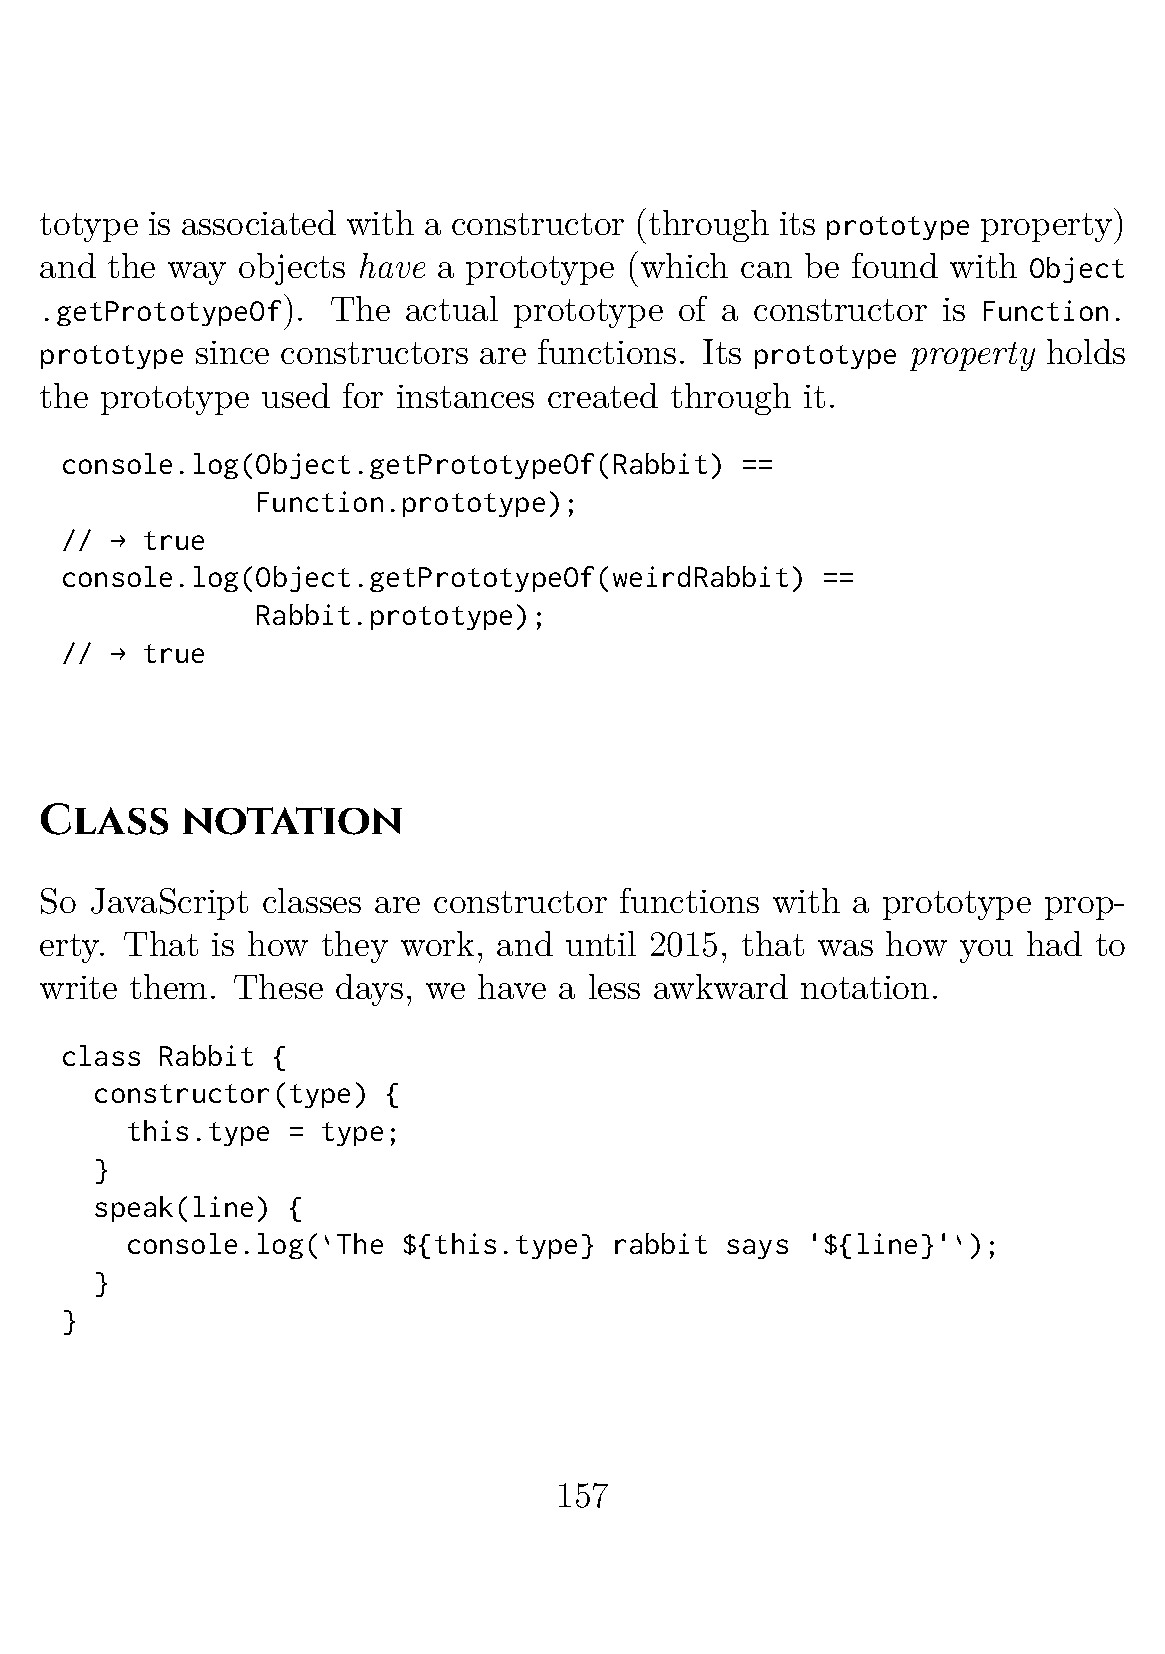 totype is associated with a constructor (through its prototype property)
and the way objects have a prototype (which can be found with Object
.getPrototypeOf). The actual prototype of a constructor is Function.
prototype since constructors are functions. Its prototype property holds
the prototype used for instances created through it.
console.log(Object.getPrototypeOf(Rabbit) ==
            Function.prototype);
// → true
console.log(Object.getPrototypeOf(weirdRabbit) ==
            Rabbit.prototype);
// → true
Class notation
So JavaScript classes are constructor functions with a prototype prop-
erty. That is how they work, and until 2015, that was how you had to
write them. These days, we have a less awkward notation.
class Rabbit {
  constructor(type) {
    this.type = type;
  }
  speak(line) {
    console.log(`The ${this.type} rabbit says '${line}'`);
  }
}
157